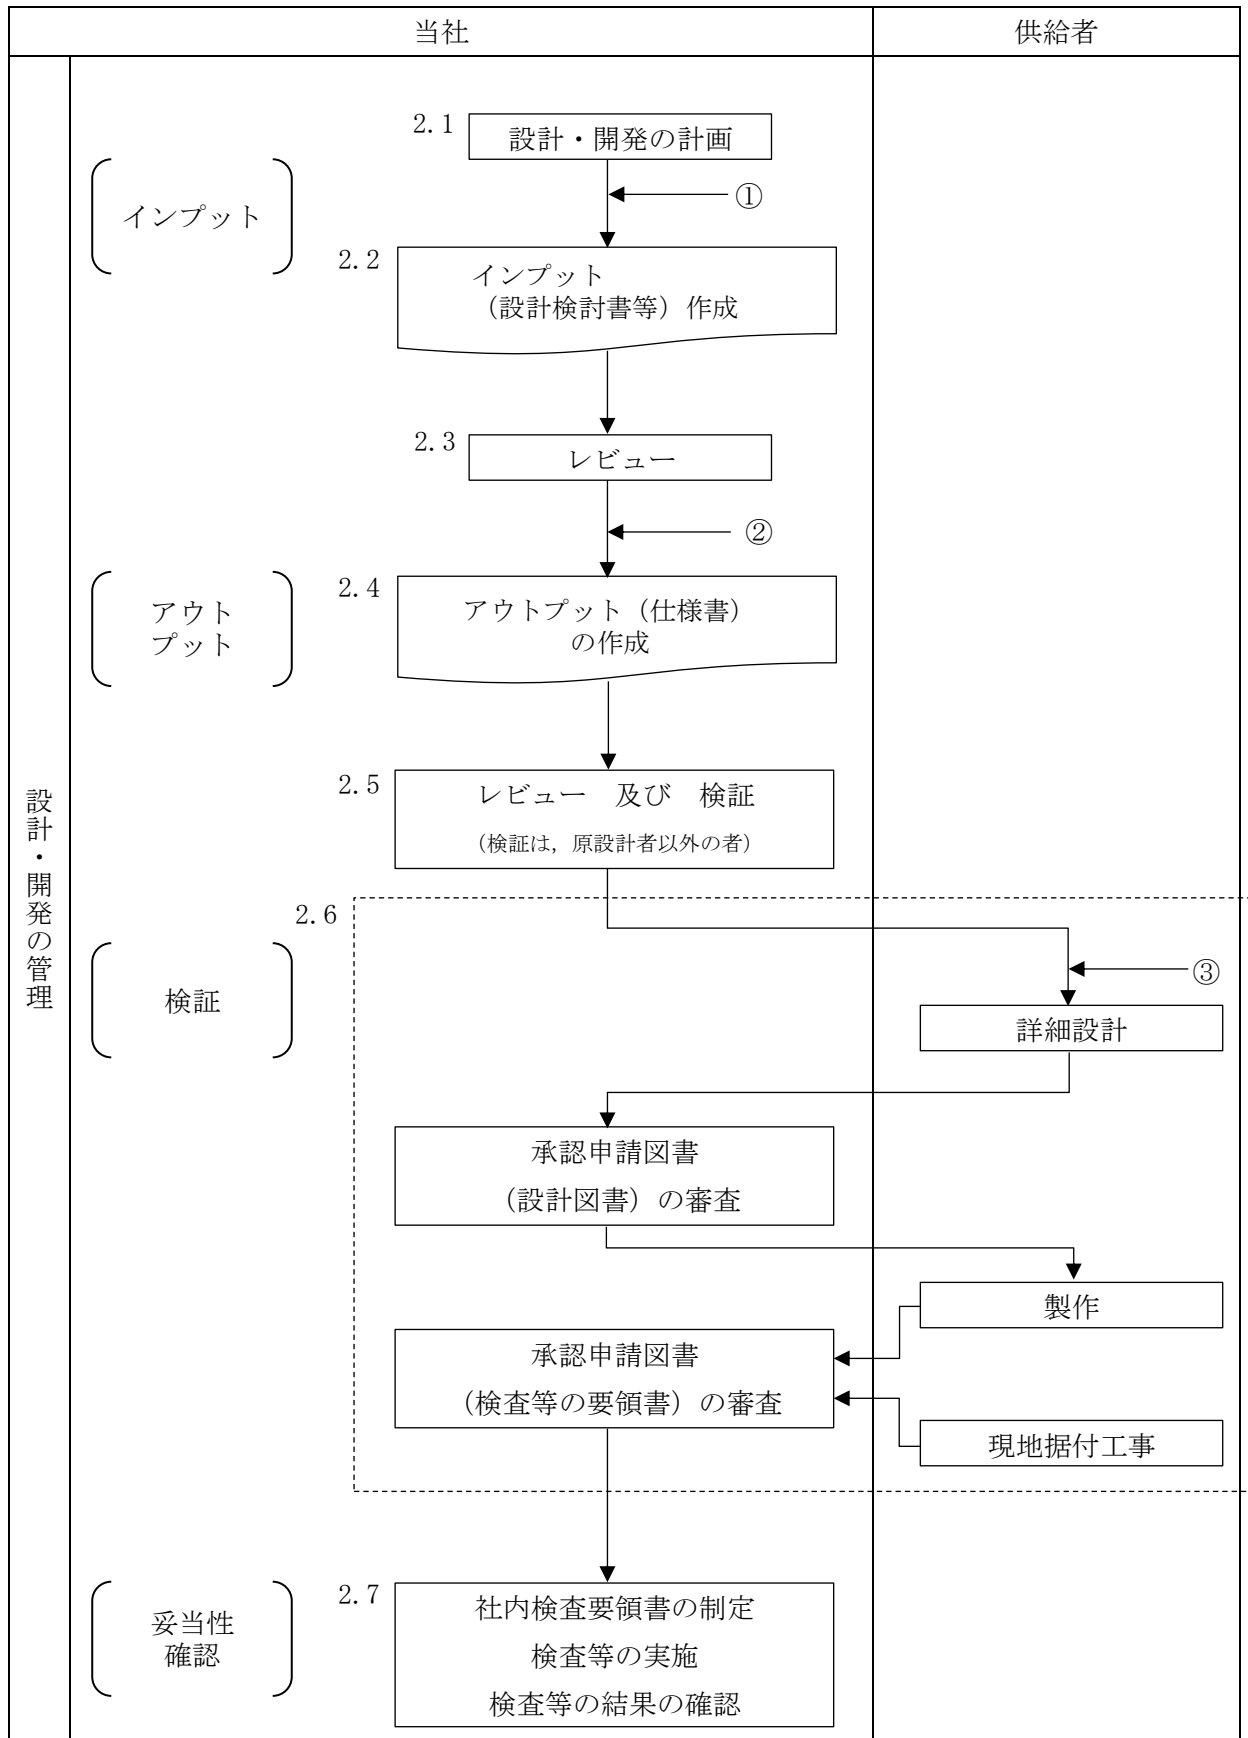 当社
供給者
設計・開発の管理
2.1
設計・開発の計画
①
インプット
2.2
インプット
（設計検討書等）作成
2.3
レビュー
②
アウト
プット
2.4
アウトプット（仕様書）
の作成
2.5
レビュー　及び　検証
（検証は，原設計者以外の者）
2.6
検証
③
詳細設計
承認申請図書
（設計図書）の審査
製作
承認申請図書
（検査等の要領書）の審査
現地据付工事
妥当性
確認
2.7
社内検査要領書の制定
検査等の実施
検査等の結果の確認